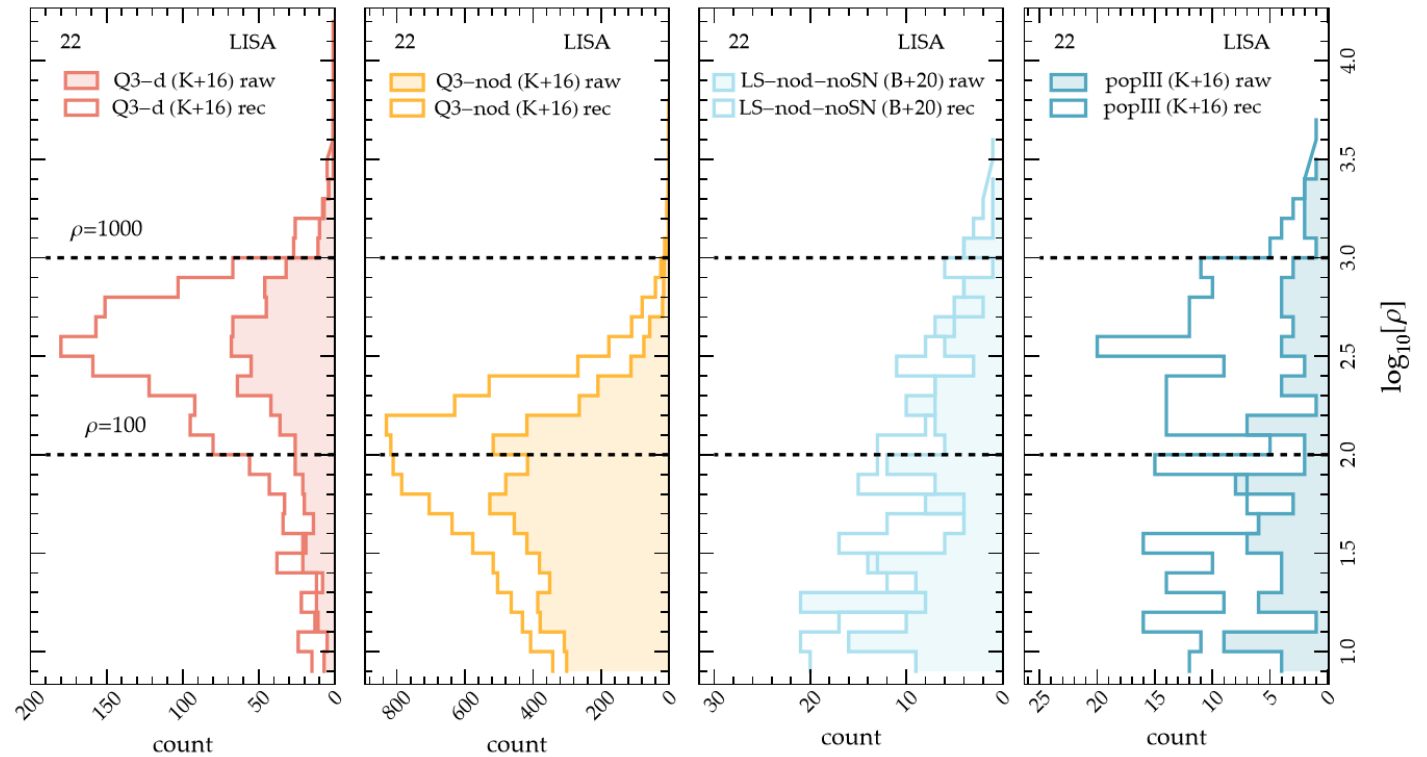 22 LISA
Q3−d (K+16) raw
Q3−d (K+16) rec
ρ=1000
ρ=100
200 150 100 50 0
count
22 LISA
Q3−nod (K+16) raw
Q3−nod (K+16) rec
800 600 400 200 0
count
22 LISA
LS−nod−noSN (B+20) raw
LS−nod−noSN (B+20) rec
30 20 10 0
count
22 LISA
popIII (K+16) raw
popIII (K+16) rec
25 20 15 10 5 0
count
4.0
3.5
3.0
2.5
2.0
1.5
1.0
log₁₀[ρ]